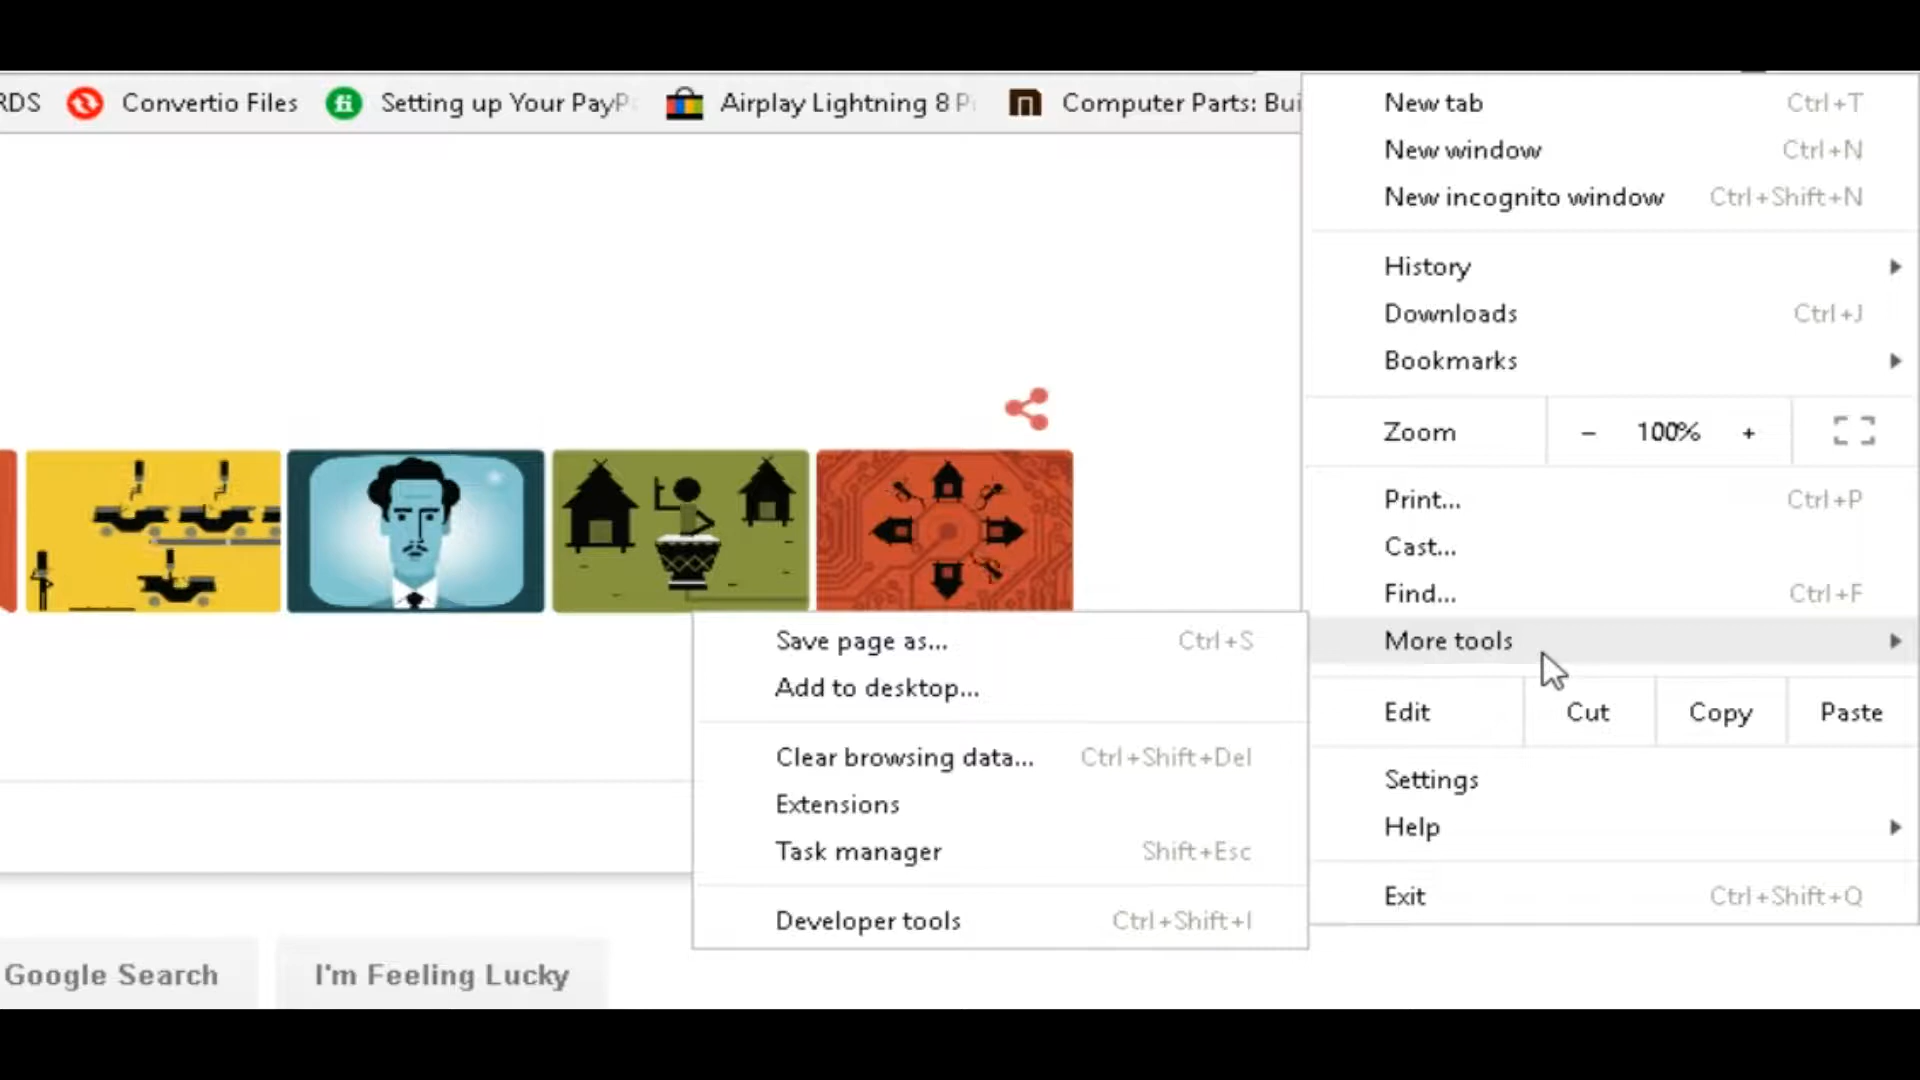 RDS Convertio Files Setting up Your PayP Airplay Lightning 8 P Computer Parts: Bui
New tab Ctrl+T
New window Ctrl+N
New incognito window Ctrl+Shift+N
History
Downloads Ctrl+J
Bookmarks
Zoom - 100% +
Print... Ctrl+P
Cast...
Find... Ctrl+F
More tools
Edit Cut Copy Paste
Settings
Help
Exit Ctrl+Shift+Q
Save page as... Ctrl+S
Add to desktop...
Clear browsing data... Ctrl+Shift+Del
Extensions
Task manager Shift+Esc
Developer tools Ctrl+Shift+I
Google Search I'm Feeling Lucky